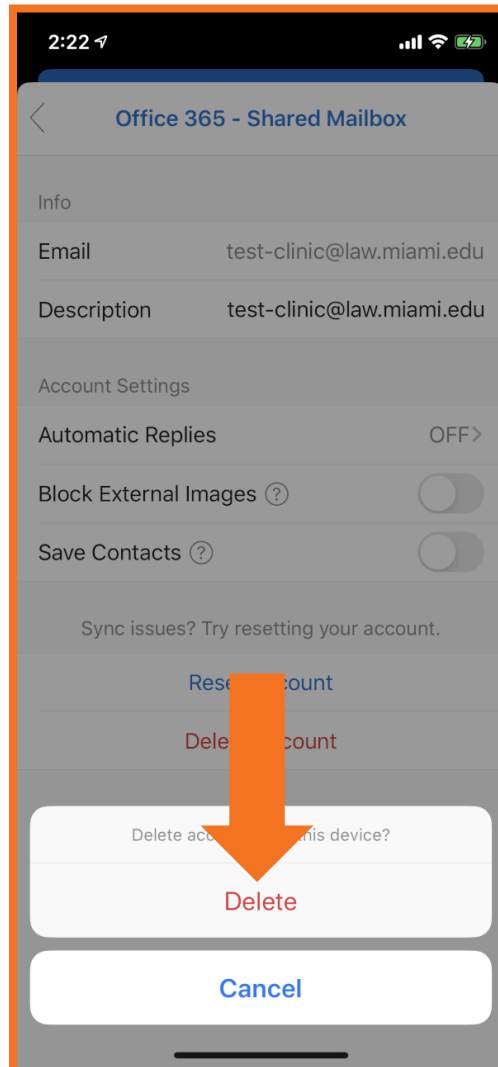 2:22
Office 365 - Shared Mailbox
Info
Email test-clinic@law.miami.edu
Description test-clinic@law.miami.edu
Account Settings
Automatic Replies OFF
Block External Images ?
Save Contacts ?
Sync issues? Try resetting your account.
Delete
Cancel